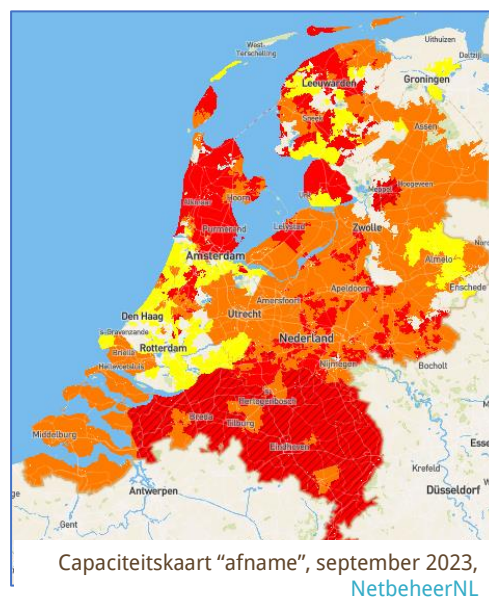 Uithuizen
West-
Terschelling
Delfzijl
Groningen
Leeuwarden
Assen
Sneek
Hoogeveen
Meppel
Alkmaar
Hoorn
Lelystad
Zwolle
Purmerend
Amsterdam
Almelo
Apeldoorn
Enschede
Amersfoort
Den Haag
Utrecht
's-Gravenzande
Nederland
Rotterdam
Brielle
Hellevoetsluis
Nijmegen
Bocholt
's-Hertogenbosch
Breda
Tilburg
Middelburg
Eindhoven
Esse
Krefeld
Antwerpen
Düsseldorf
Gent
Capaciteitskaart “afname”, september 2023,
NetbeheerNL